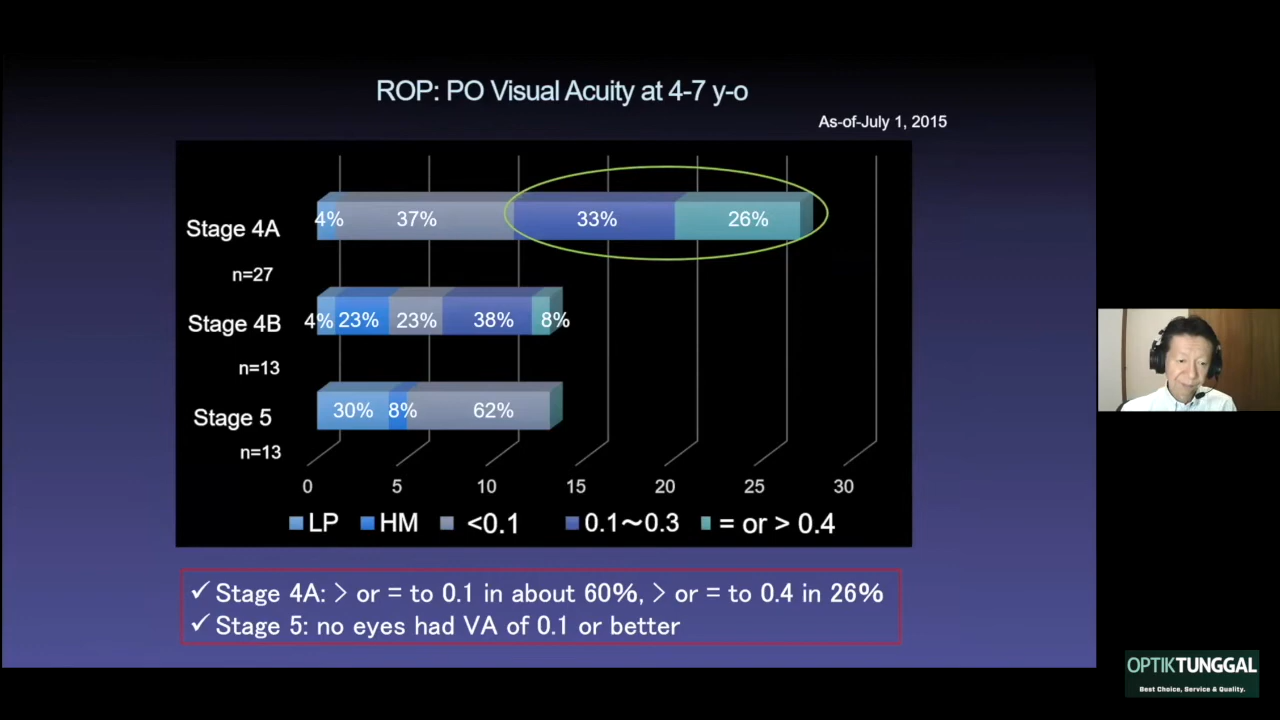 ROP: PO Visual Acuity at 4-7 y-o
As-of-July 1, 2015
Stage 4A
4% 37% 33% 26%
n=27
Stage 4B
4% 23% 23% 38% 8%
n=13
Stage 5
30% 8% 62%
n=13
0 5 10 15 20 25 30
LP HM <0.1 0.1～0.3 = or > 0.4
✓ Stage 4A: > or = to 0.1 in about 60%, > or = to 0.4 in 26%
✓ Stage 5: no eyes had VA of 0.1 or better
OPTIKTUNGGAL
Best Choice, Service & Quality.